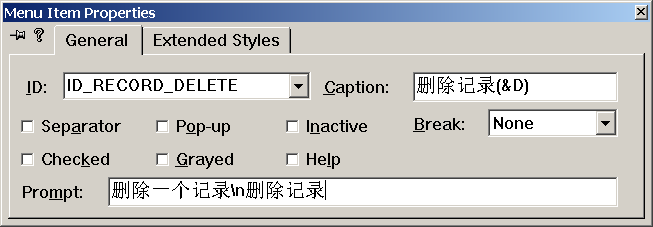 Menu Item Properties
General Extended Styles
ID: ID_RECORD_DELETE Caption: 删除记录(&D)
Separator Pop-up Inactive Break: None
Checked Grayed Help
Prompt: 删除一个记录\n删除记录